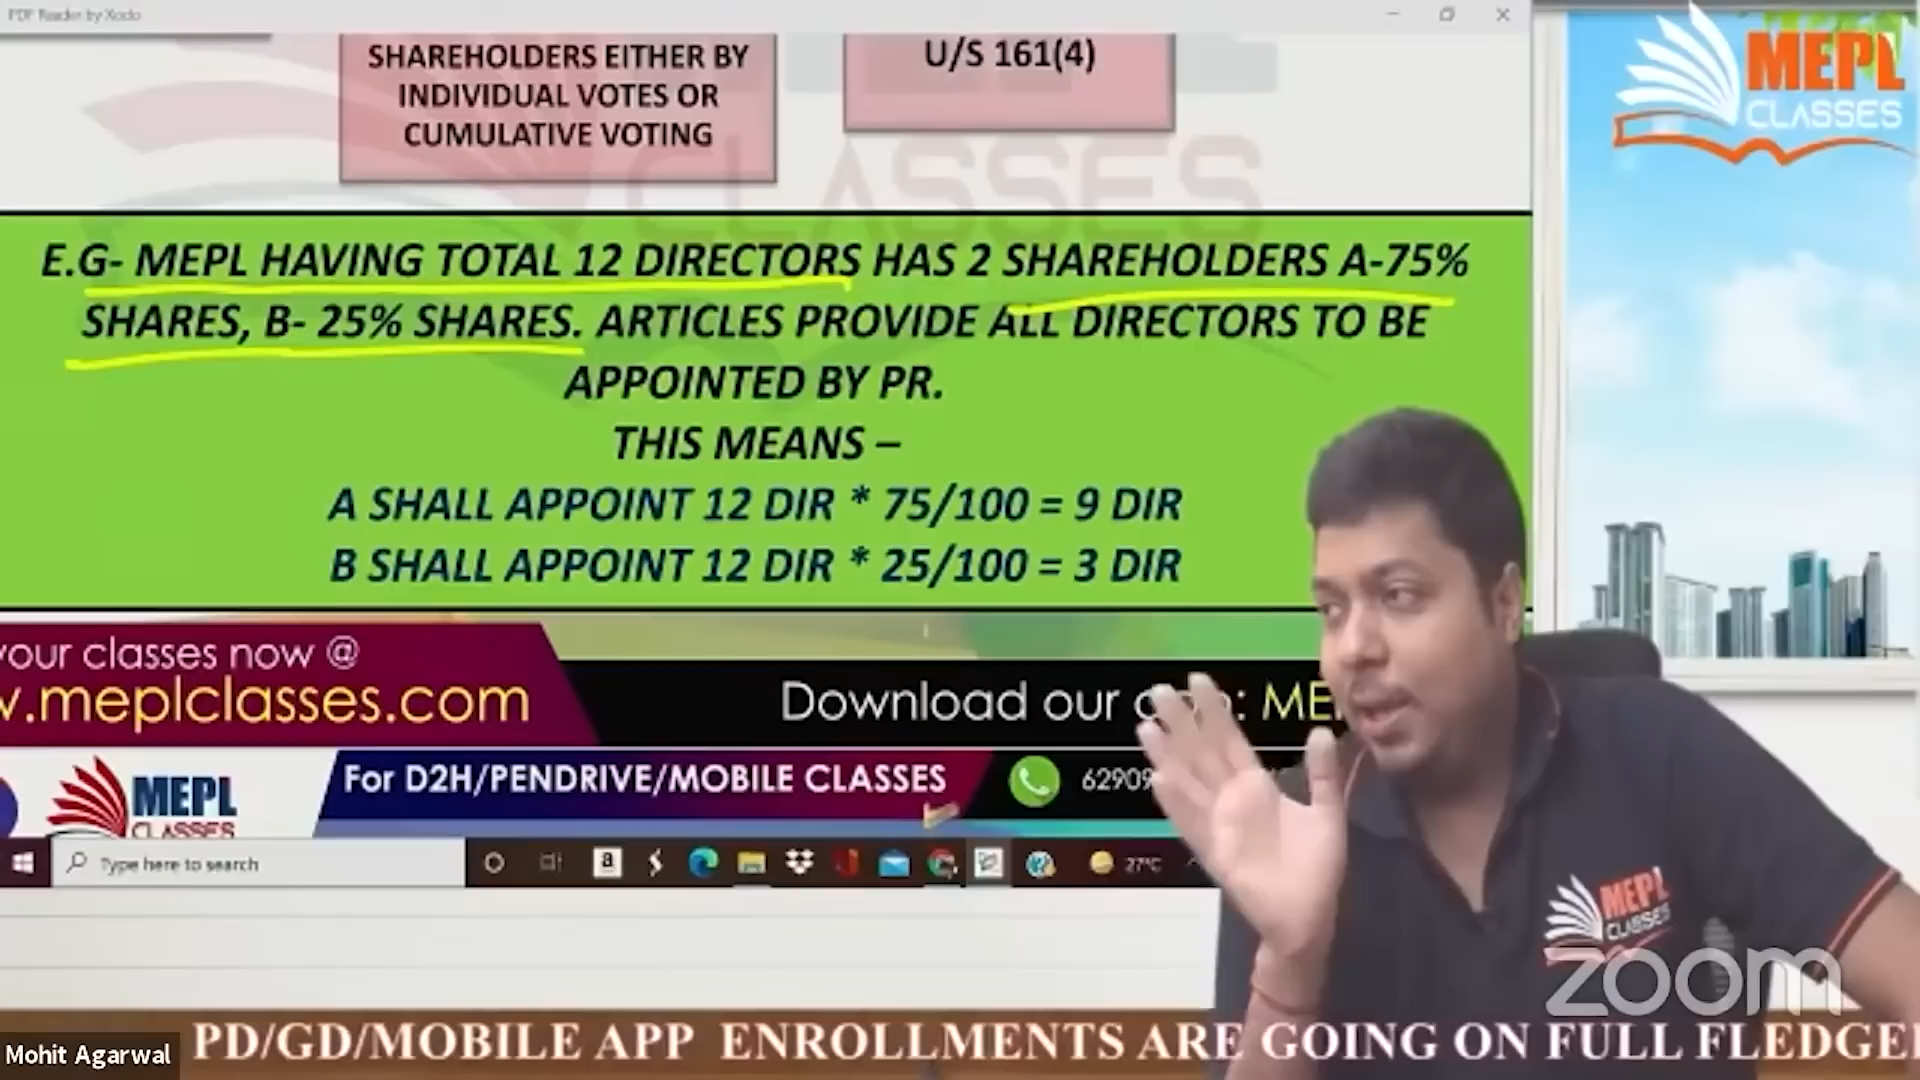 PDF Reader by Xodo
SHAREHOLDERS EITHER BY
INDIVIDUAL VOTES OR
CUMULATIVE VOTING
U/S 161(4)
MEPL
CLASSES
CLASSES
E.G- MEPL HAVING TOTAL 12 DIRECTORS HAS 2 SHAREHOLDERS A-75%
SHARES, B- 25% SHARES. ARTICLES PROVIDE ALL DIRECTORS TO BE
APPOINTED BY PR.
THIS MEANS –
A SHALL APPOINT 12 DIR * 75/100 = 9 DIR
B SHALL APPOINT 12 DIR * 25/100 = 3 DIR
your classes now @
w.meplclasses.com
Download our app: ME
MEPL
CLASSES
For D2H/PENDRIVE/MOBILE CLASSES
62909
Type here to search
27°C
MEPL
CLASSES
zoom
Mohit Agarwal
PD/GD/MOBILE APP ENROLLMENTS ARE GOING ON FULL FLEDGE